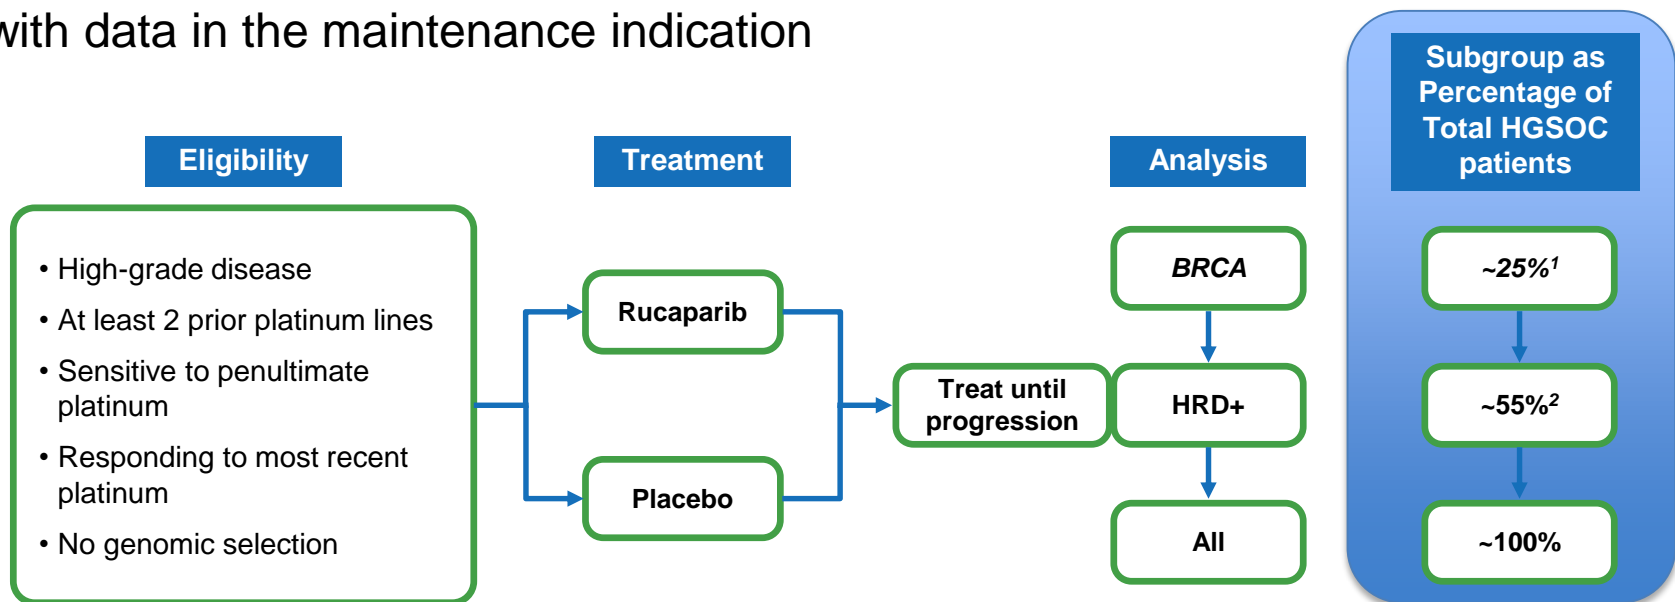 with data in the maintenance indication
Eligibility
• High-grade disease
• At least 2 prior platinum lines
• Sensitive to penultimate
platinum
• Responding to most recent
platinum
• No genomic selection
Treatment
Rucaparib
Placebo
Treat until
progression
Analysis
BRCA
HRD+
All
Subgroup as
Percentage of
Total HGSOC
patients
~25%¹
~55%²
~100%